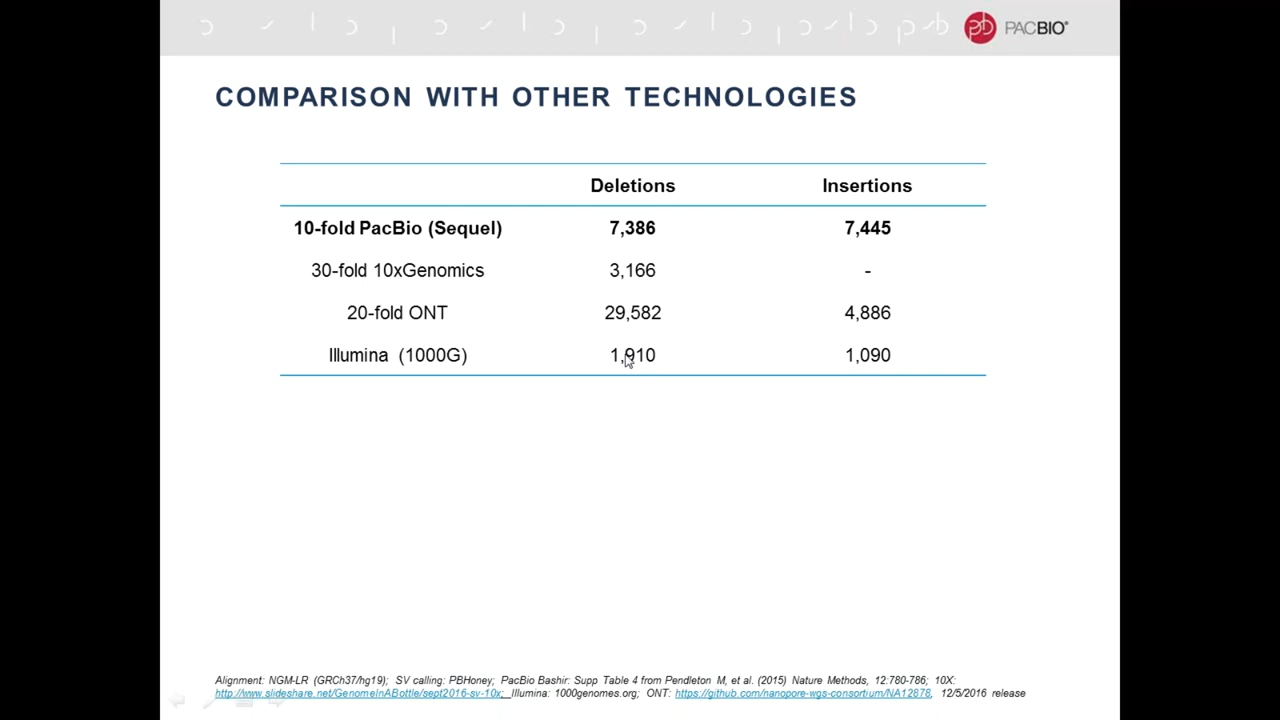 PACBIO®
COMPARISON WITH OTHER TECHNOLOGIES
Deletions Insertions
10-fold PacBio (Sequel) 7,386 7,445
30-fold 10xGenomics 3,166 -
20-fold ONT 29,582 4,886
Illumina (1000G) 1,910 1,090
Alignment: NGM-LR (GRCh37/hg19); SV calling: PBHoney; PacBio Bashir: Supp Table 4 from Pendleton M, et al. (2015) Nature Methods, 12:780-786; 10X:
http://www.slideshare.net/GenomeInABottle/sept2016-sv-10x; Illumina: 1000genomes.org; ONT: https://github.com/nanopore-wgs-consortium/NA12878, 12/5/2016 release